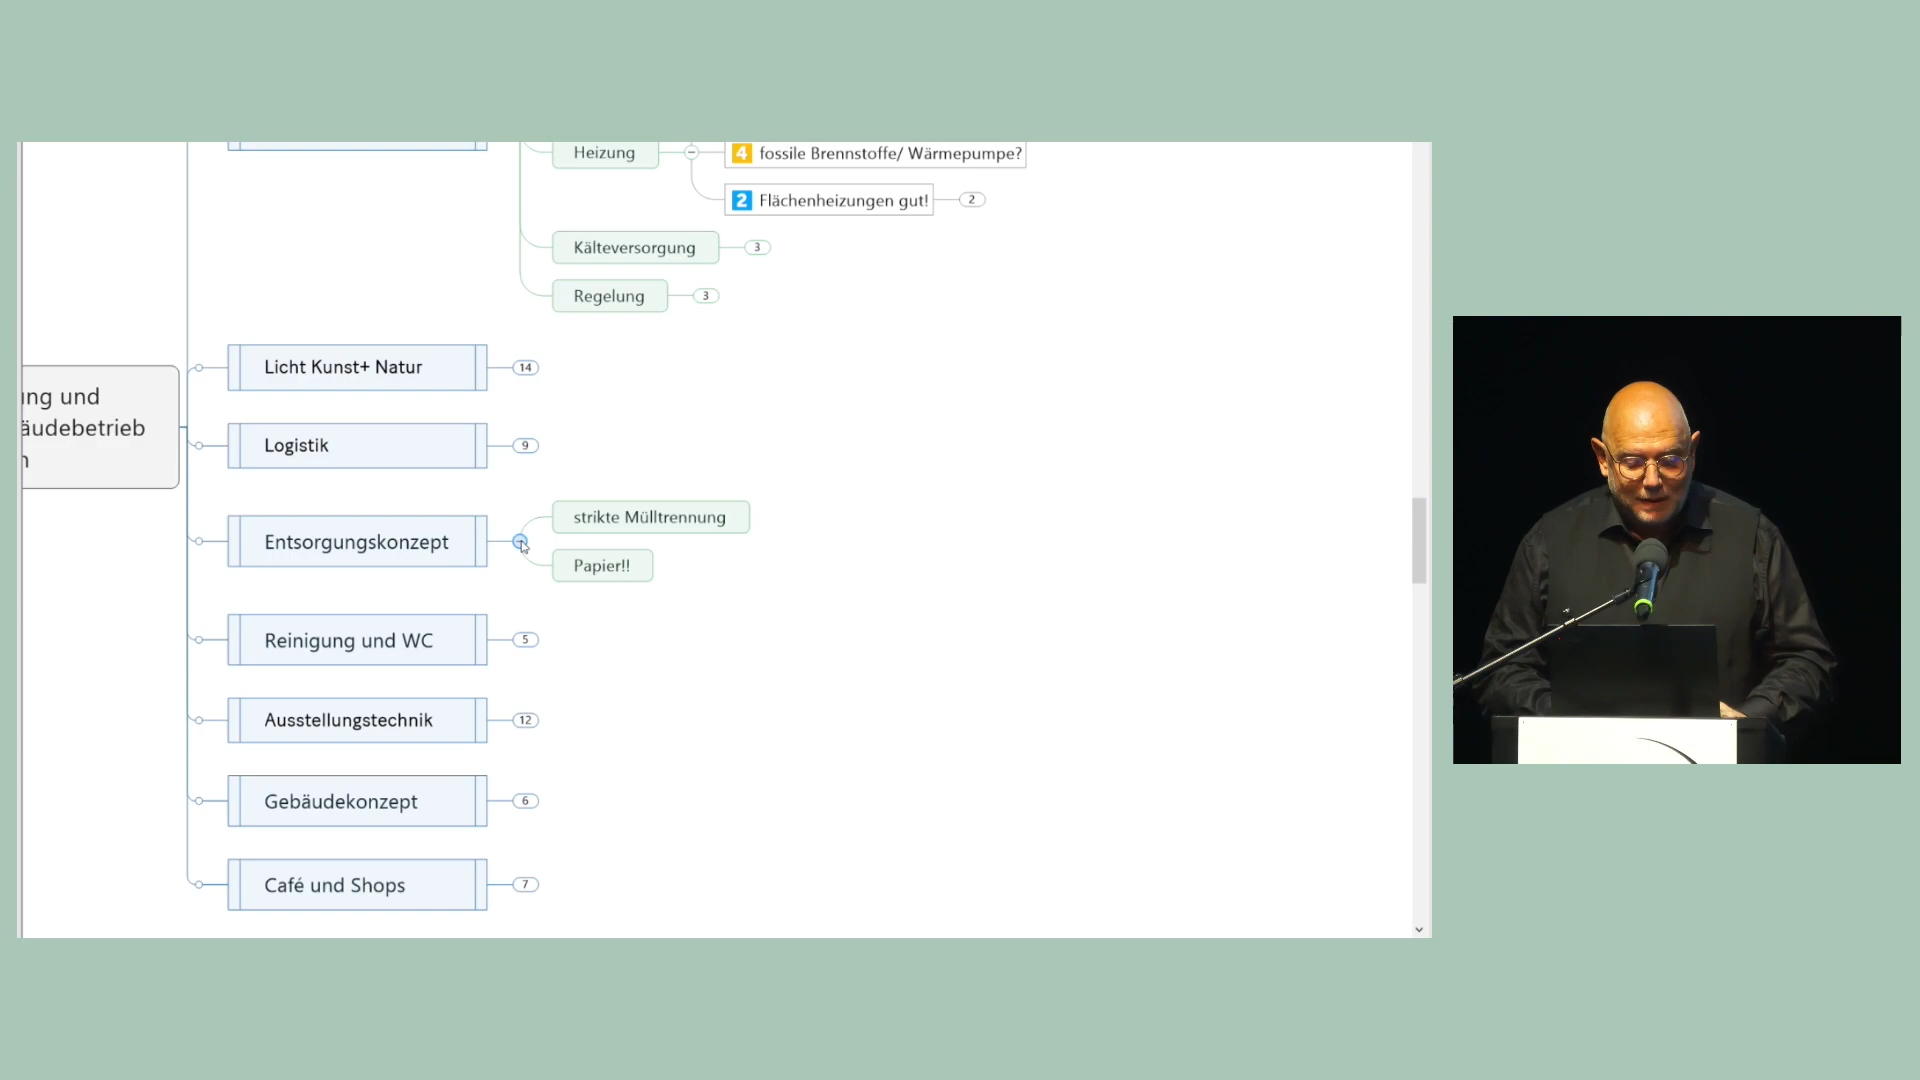 Heizung
4 fossile Brennstoffe/ Wärmepumpe?
2 Flächenheizungen gut!
2
Kälteversorgung
3
Regelung
3
Licht Kunst+ Natur
14
ung und
äudebetrieb
Logistik
9
strikte Mülltrennung
Entsorgungskonzept
Papier!!
Reinigung und WC
5
Ausstellungstechnik
12
Gebäudekonzept
6
Café und Shops
7